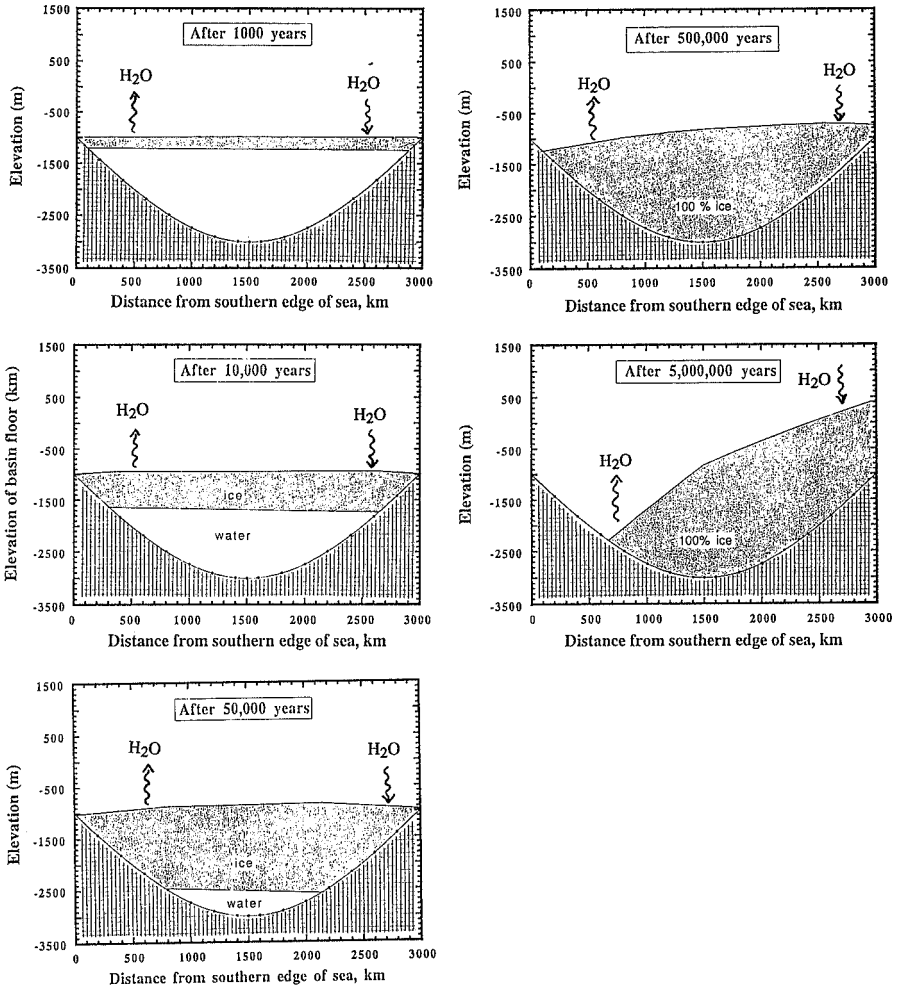 After 1000 years
H2O
H2O
Elevation (m)
1500
500
-500
-1500
-2500
-3500
0
500
1000
1500
2000
2500
3000
Distance from southern edge of sea, km
After 500,000 years
H2O
H2O
100 % ice
Elevation (m)
1500
500
-500
-1500
-2500
-3500
0
500
1000
1500
2000
2500
3000
Distance from southern edge of sea, km
After 10,000 years
H2O
H2O
ice
water
Elevation of basin floor (km)
1500
500
-500
-1500
-2500
-3500
0
500
1000
1500
2000
2500
3000
Distance from southern edge of sea, km
After 5,000,000 years
H2O
H2O
100% ice
Elevation (m)
1500
500
-500
-1500
-2500
-3500
0
500
1000
1500
2000
2500
3000
Distance from southern edge of sea, km
After 50,000 years
H2O
H2O
ice
water
Elevation (m)
1500
500
-500
-1500
-2500
-3500
0
500
1000
1500
2000
2500
3000
Distance from southern edge of sea, km